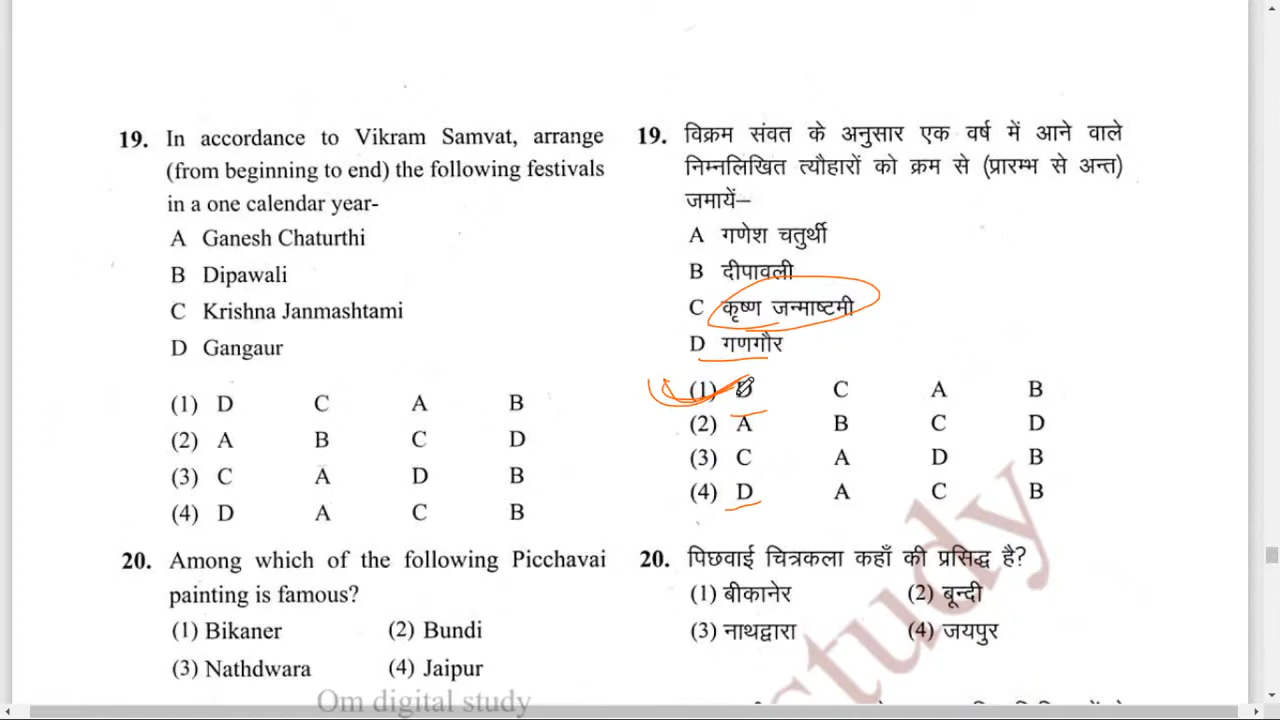 19. In accordance to Vikram Samvat, arrange
(from beginning to end) the following festivals
in a one calendar year-
A Ganesh Chaturthi
B Dipawali
C Krishna Janmashtami
D Gangaur
(1) D C A B
(2) A B C D
(3) C A D B
(4) D A C B
20. Among which of the following Picchavai
painting is famous?
(1) Bikaner (2) Bundi
(3) Nathdwara (4) Jaipur
19. विक्रम संवत के अनुसार एक वर्ष में आने वाले
निम्नलिखित त्यौहारों को क्रम से (प्रारम्भ से अन्त)
जमायें–
A गणेश चतुर्थी
B दीपावली
C कृष्ण जन्माष्टमी
D गणगौर
(1) D C A B
(2) A B C D
(3) C A D B
(4) D A C B
20. पिछवाई चित्रकला कहाँ की प्रसिद्ध है?
(1) बीकानेर (2) बून्दी
(3) नाथद्वारा (4) जयपुर
study
Om digital study